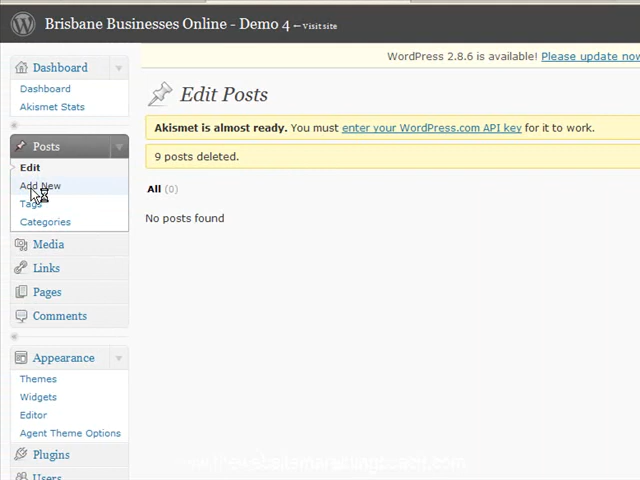 Brisbane Businesses Online - Demo 4 ←Visit site
WordPress 2.8.6 is available! Please update now
Dashboard
Dashboard
Akismet Stats
Posts
Edit
Add New
Tags
Categories
Media
Links
Pages
Comments
Appearance
Themes
Widgets
Editor
Agent Theme Options
Plugins
Users
Edit Posts
Akismet is almost ready. You must enter your WordPress.com API key for it to work.
9 posts deleted.
All (0)
No posts found